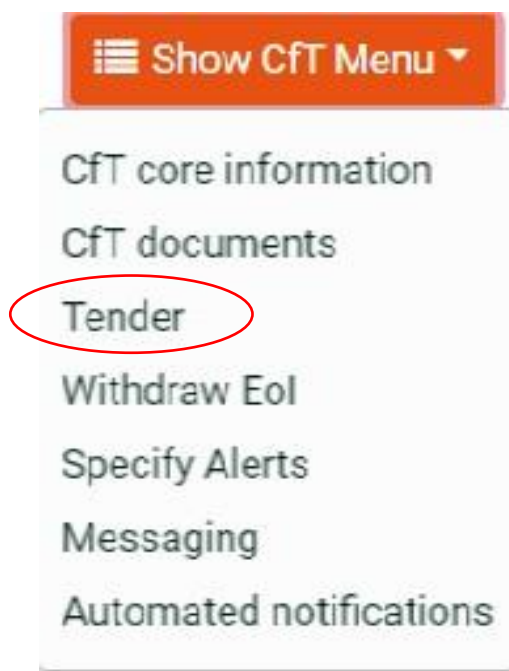 Show CfT Menu
CfT core information
CfT documents
Tender
Withdraw EoI
Specify Alerts
Messaging
Automated notifications